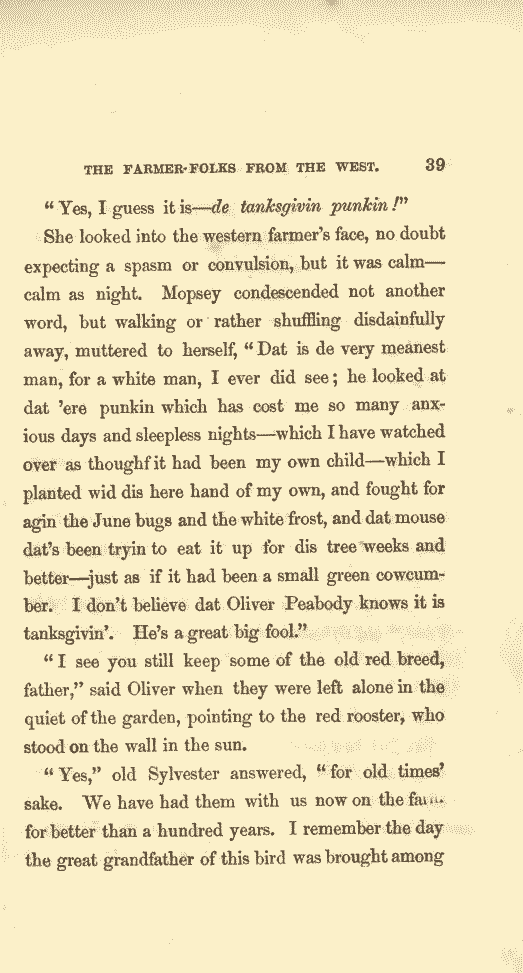 THE FARMER-FOLKS FROM THE WEST. 39
“Yes, I guess it is—de tanksgivin punkin!”
She looked into the western farmer’s face, no doubt
expecting a spasm or convulsion, but it was calm—
calm as night. Mopsey condescended not another
word, but walking or rather shuffling disdainfully
away, muttered to herself, “Dat is de very meanest
man, for a white man, I ever did see; he looked at
dat ’ere punkin which has cost me so many anx-
ious days and sleepless nights—which I have watched
over as thoughf it had been my own child—which I
planted wid dis here hand of my own, and fought for
agin the June bugs and the white frost, and dat mouse
dat’s been tryin to eat it up for dis tree weeks and
better—just as if it had been a small green cowcum-
ber. I don’t believe dat Oliver Peabody knows it is
tanksgivin’. He’s a great big fool.”
“I see you still keep some of the old red breed,
father,” said Oliver when they were left alone in the
quiet of the garden, pointing to the red rooster, who
stood on the wall in the sun.
“Yes,” old Sylvester answered, “for old times’
sake. We have had them with us now on the
for better than a hundred years. I remember the day
the great grandfather of this bird was brought among